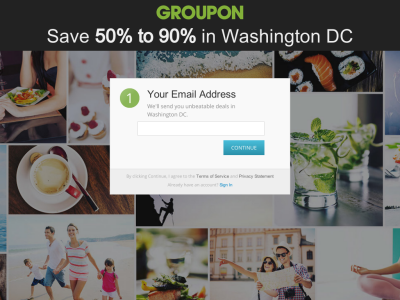 GROUPON
Save 50% to 90% in Washington DC
1
Your Email Address
We'll send you unbeatable deals in
Washington DC.
CONTINUE
By clicking Continue, I agree to the Terms of Service and Privacy Statement
Already have an account? Sign In